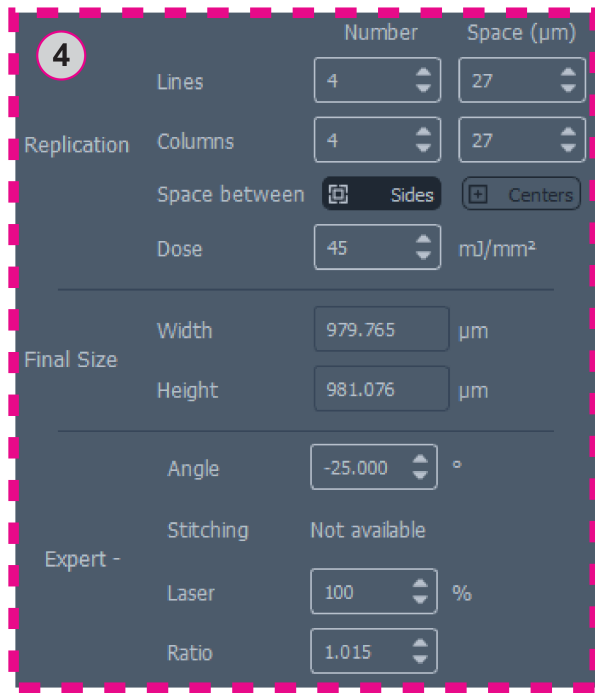 4
Number Space (µm)
Lines 4 27
Replication Columns 4 27
Space between Sides Centers
Dose 45 mJ/mm²
Width 979.765 µm
Final Size
Height 981.076 µm
Angle -25.000 °
Stitching Not available
Expert -
Laser 100 %
Ratio 1.015